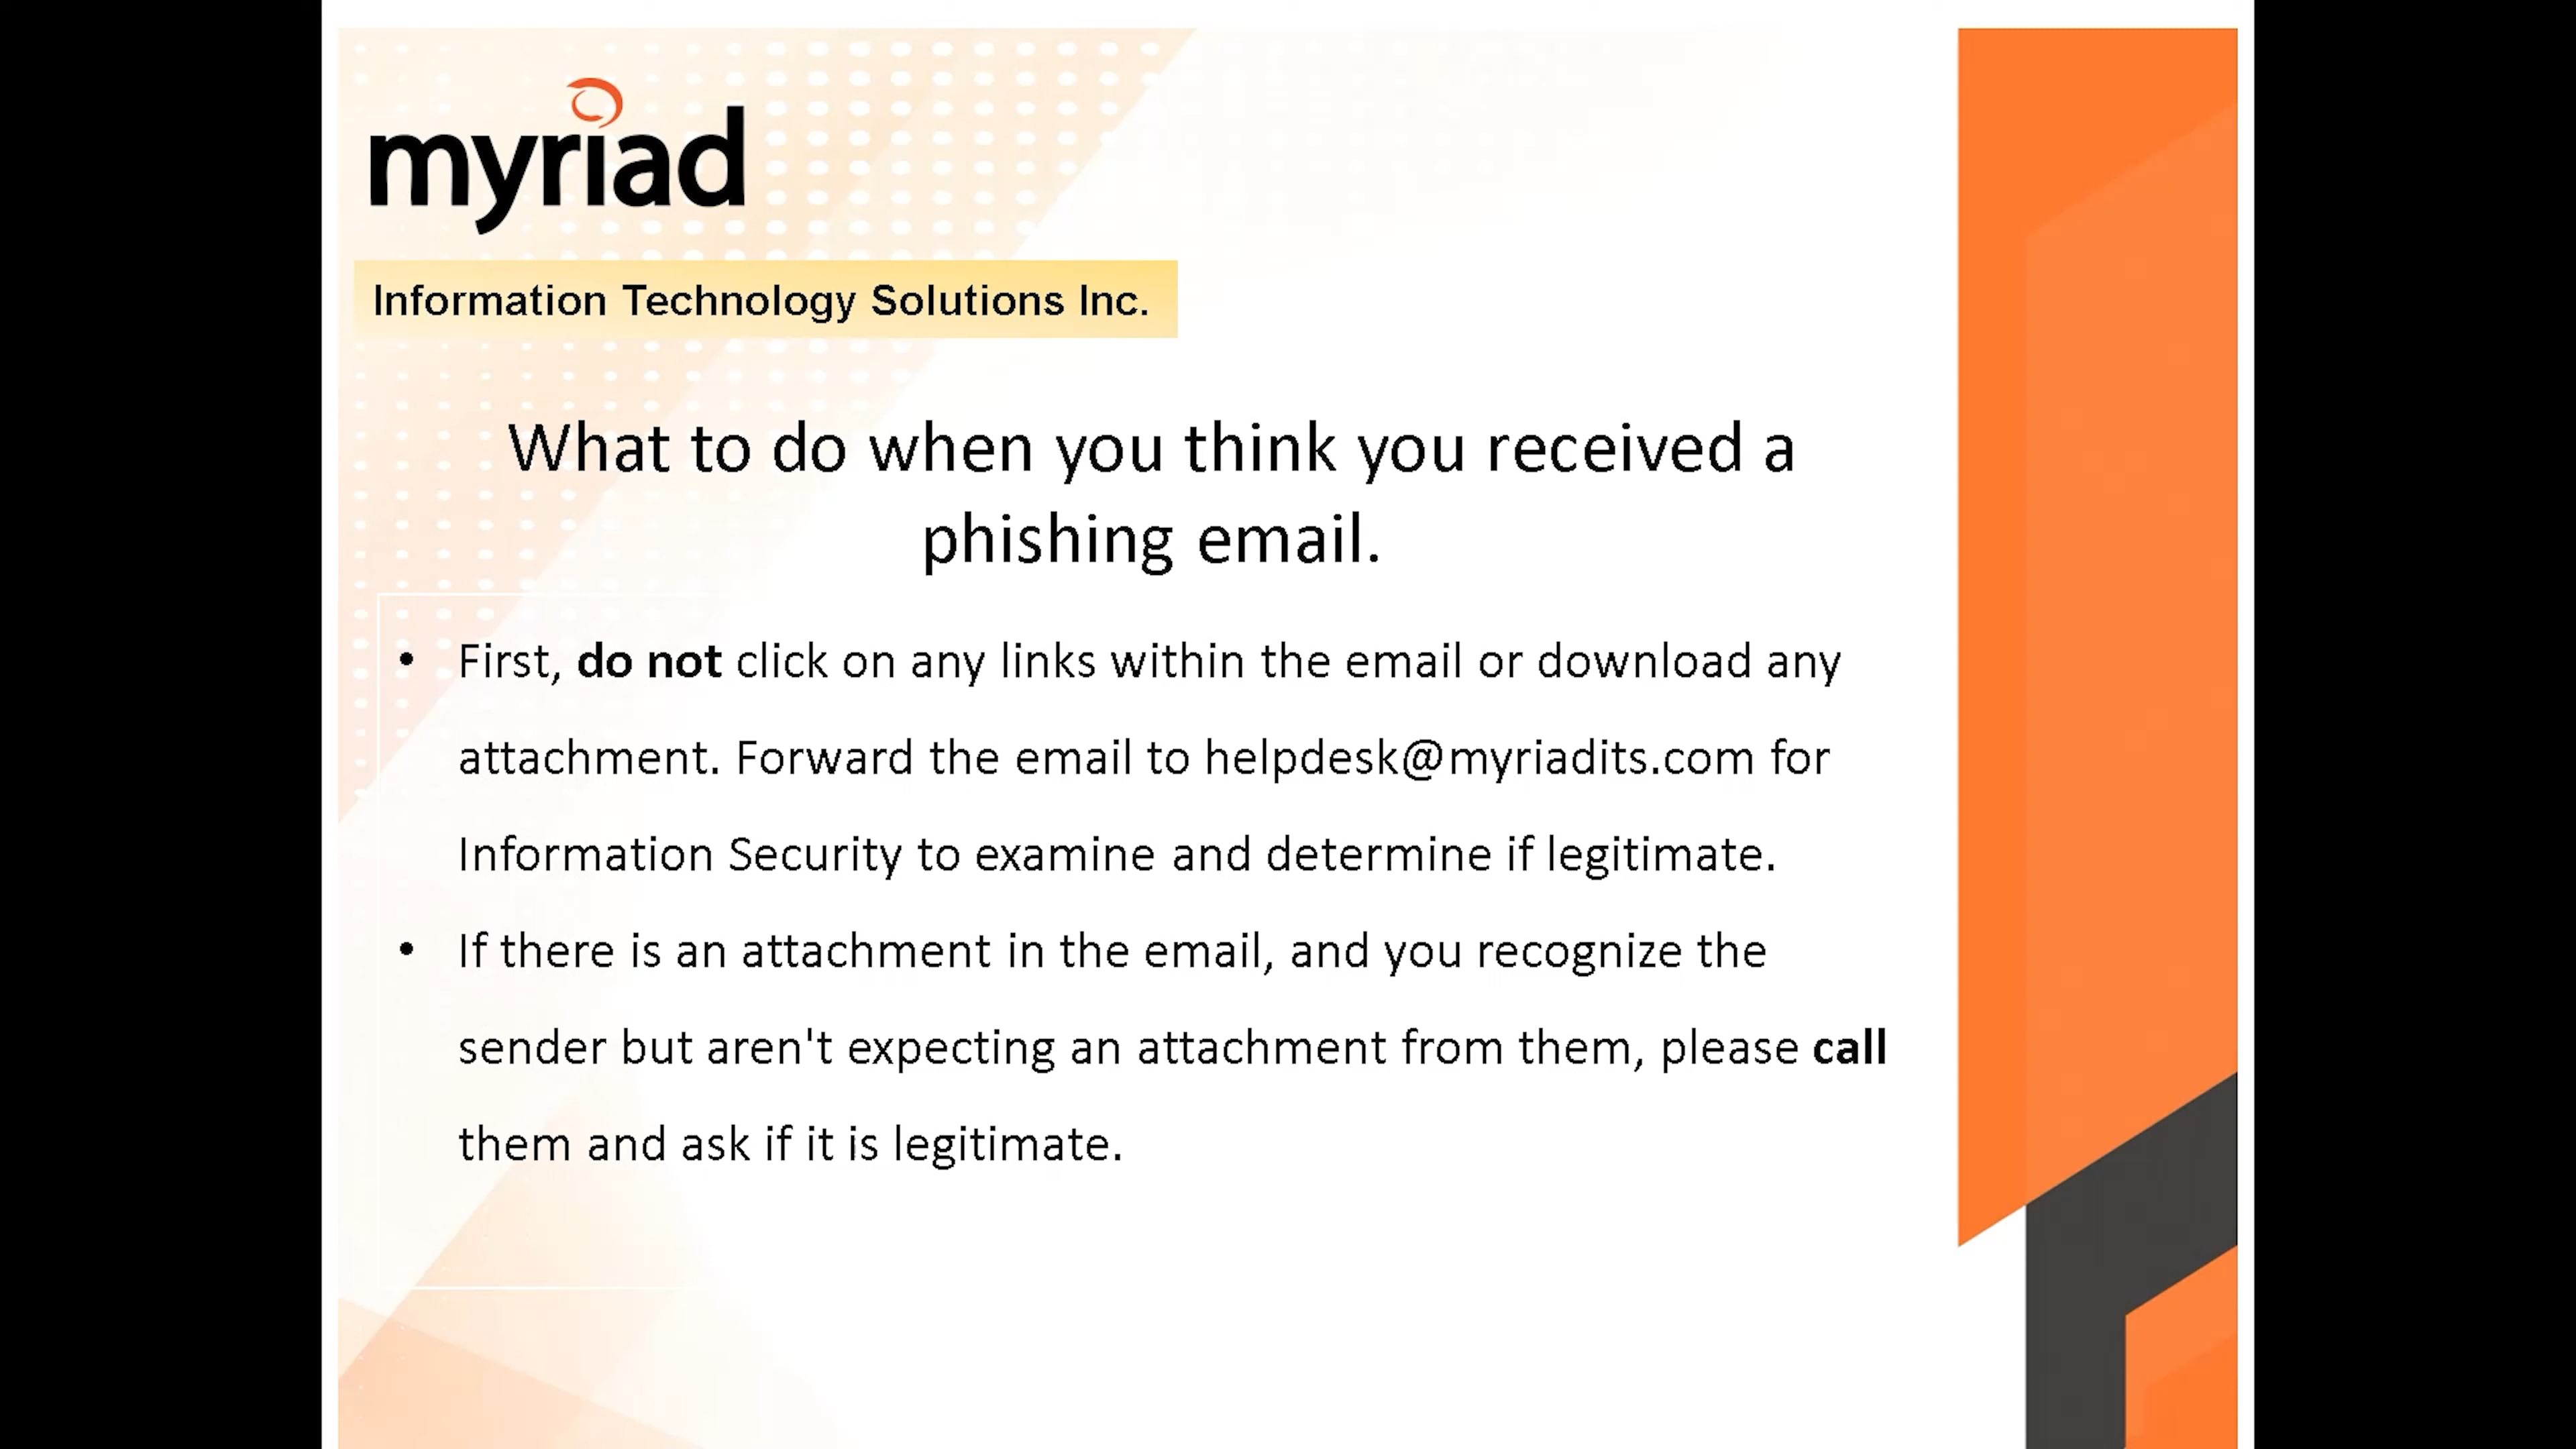 myriad
Information Technology Solutions Inc.
What to do when you think you received a
phishing email.
• First, do not click on any links within the email or download any
attachment. Forward the email to helpdesk@myriadits.com for
Information Security to examine and determine if legitimate.
• If there is an attachment in the email, and you recognize the
sender but aren't expecting an attachment from them, please call
them and ask if it is legitimate.